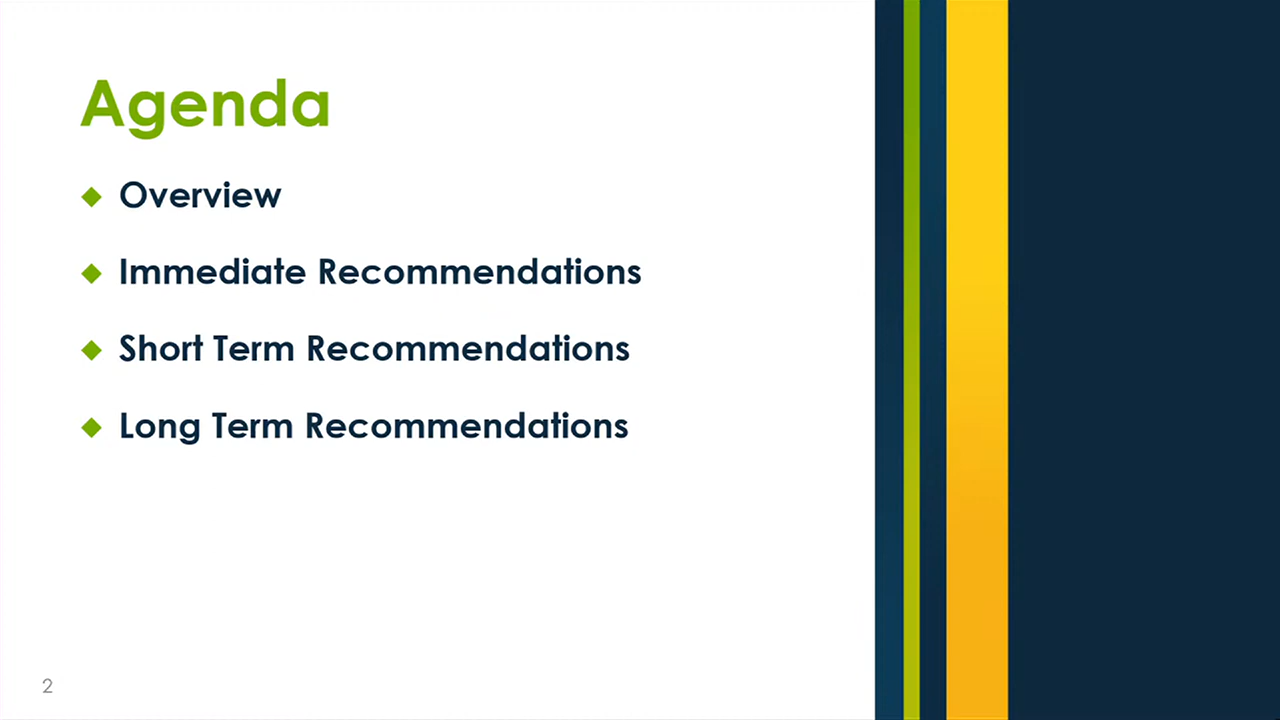 Agenda
Overview
Immediate Recommendations
Short Term Recommendations
Long Term Recommendations
2